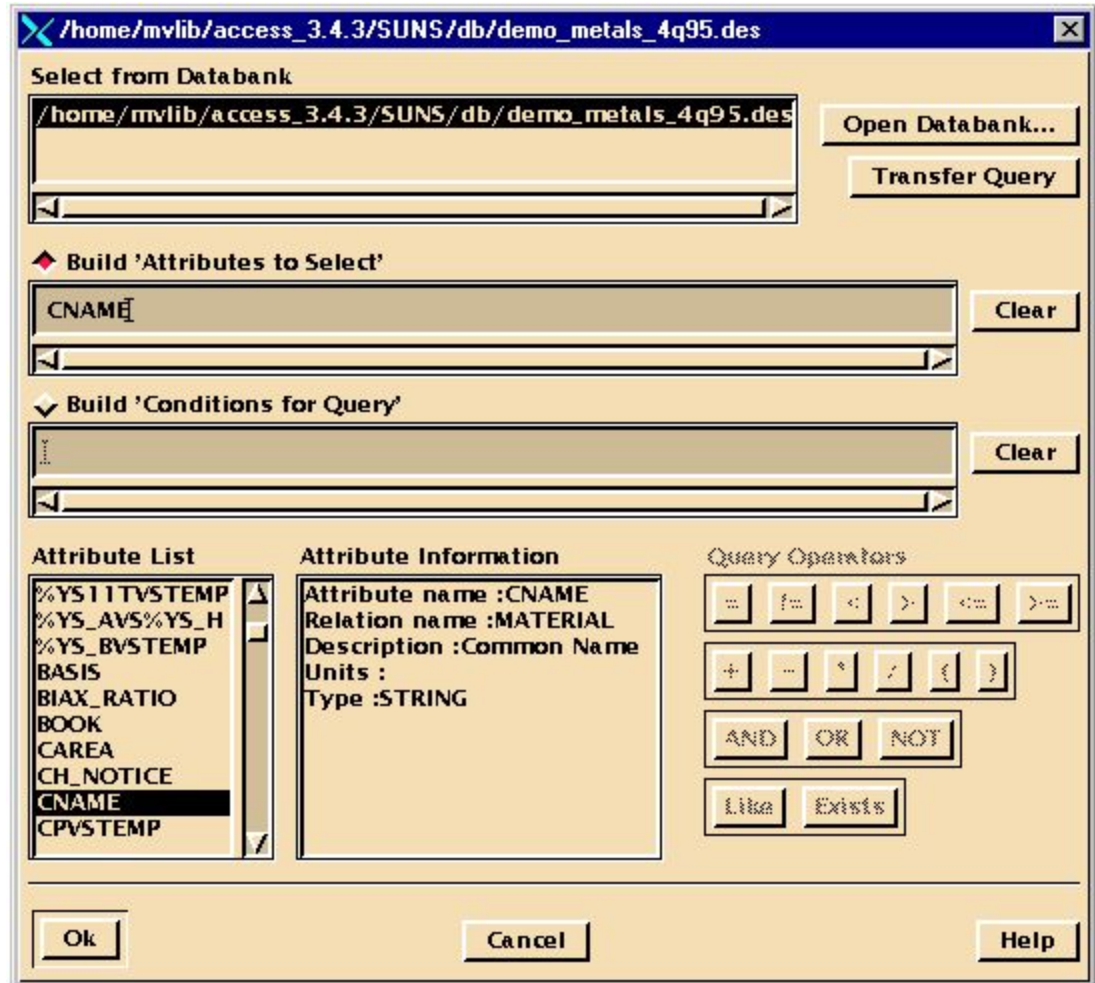 /home/mvlib/access_3.4.3/SUNS/db/demo_metals_4q95.des
Select from Databank
/home/mvlib/access_3.4.3/SUNS/db/demo_metals_4q95.des
Open Databank...
Transfer Query
Build 'Attributes to Select'
CNAME
Clear
Build 'Conditions for Query'
Clear
Attribute List
%YS11TVSTEMP
%YS_AVS%YS_H
%YS_BVSTEMP
BASIS
BIAX_RATIO
BOOK
CAREA
CH_NOTICE
CNAME
CPVSTEMP
Attribute Information
Attribute name :CNAME
Relation name :MATERIAL
Description :Common Name
Units :
Type :STRING
Query Operators
= != < > <= >=
+ - * / ( )
AND OR NOT
Like Exists
Ok Cancel Help